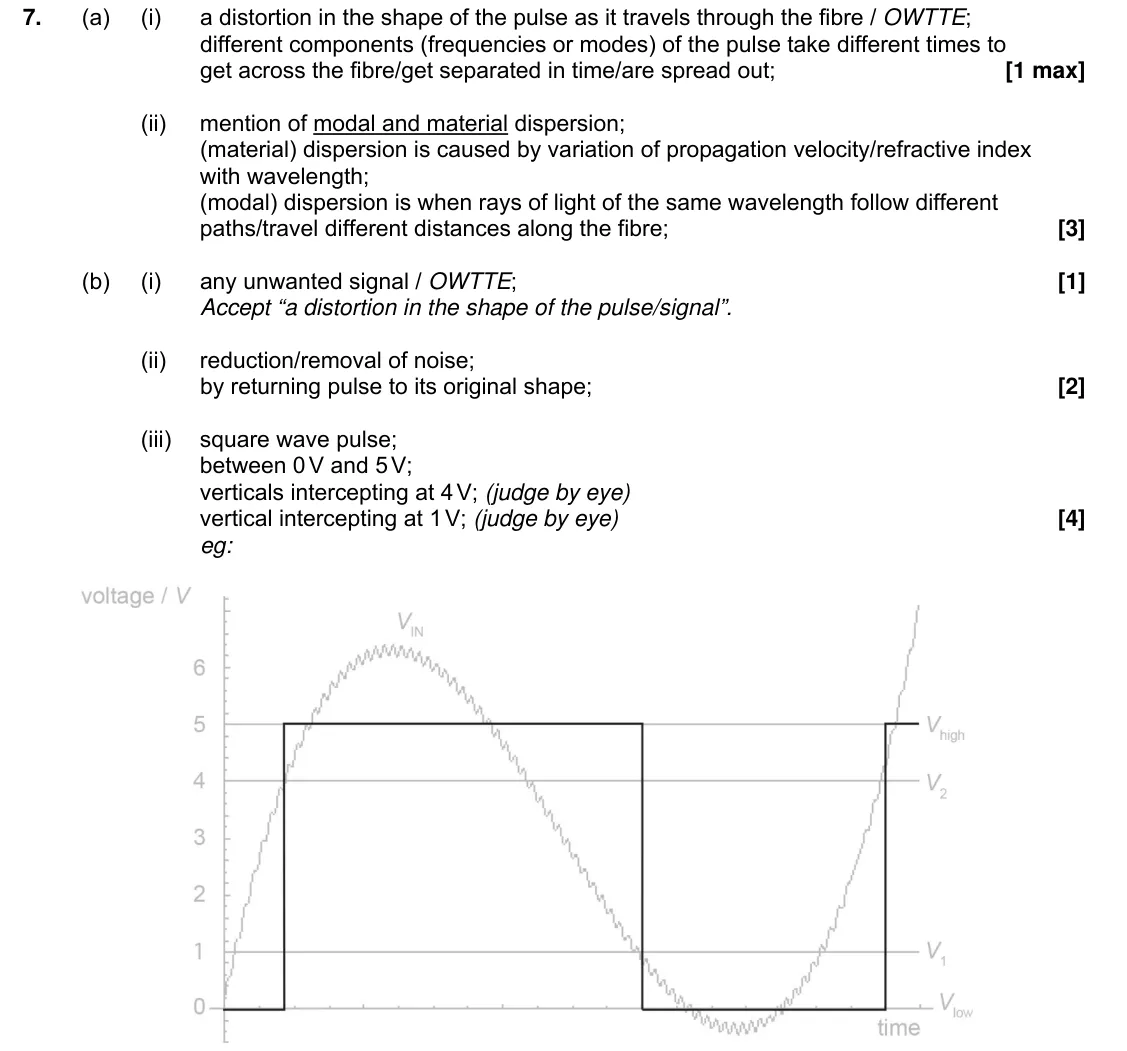 7. (a) (i) a distortion in the shape of the pulse as it travels through the fibre / OWTTE;
different components (frequencies or modes) of the pulse take different times to
get across the fibre/get separated in time/are spread out; [1 max]
(ii) mention of modal and material dispersion;
(material) dispersion is caused by variation of propagation velocity/refractive index
with wavelength;
(modal) dispersion is when rays of light of the same wavelength follow different
paths/travel different distances along the fibre; [3]
(b) (i) any unwanted signal / OWTTE; [1]
Accept “a distortion in the shape of the pulse/signal”.
(ii) reduction/removal of noise;
by returning pulse to its original shape; [2]
(iii) square wave pulse;
between 0 V and 5 V;
verticals intercepting at 4 V; (judge by eye)
vertical intercepting at 1 V; (judge by eye) [4]
eg:
voltage / V
V_IN
6
5 V_high
4 V_2
3
2
1 V_1
0 V_low
time